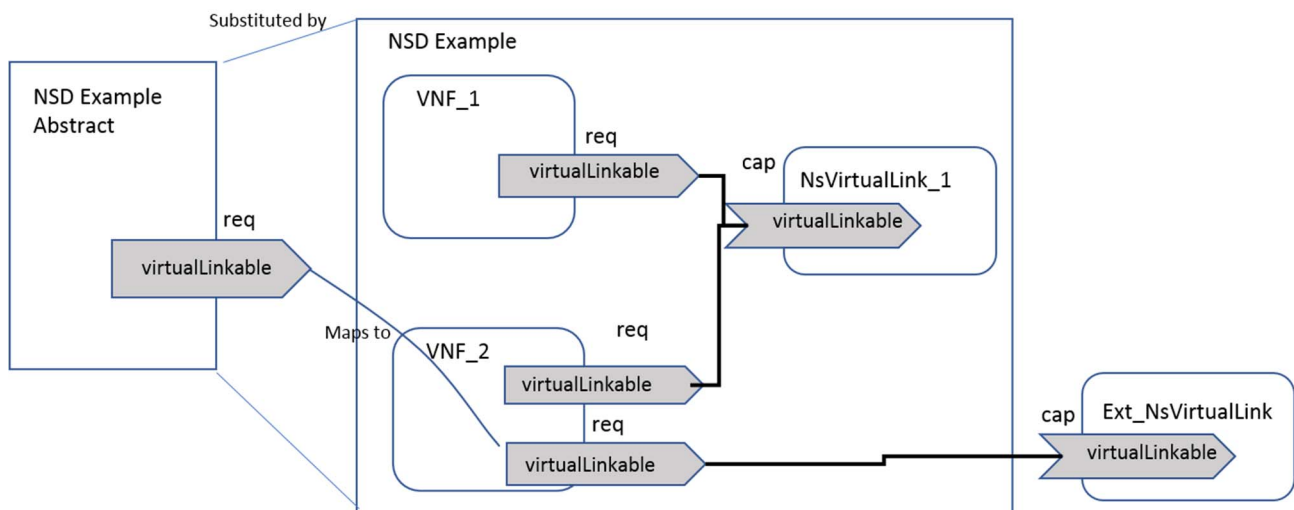 Substituted by
NSD Example
NSD Example
Abstract
VNF_1
req
virtualLinkable
cap
NsVirtualLink_1
virtualLinkable
req
virtualLinkable
Maps to
VNF_2
req
virtualLinkable
req
virtualLinkable
cap
Ext_NsVirtualLink
virtualLinkable